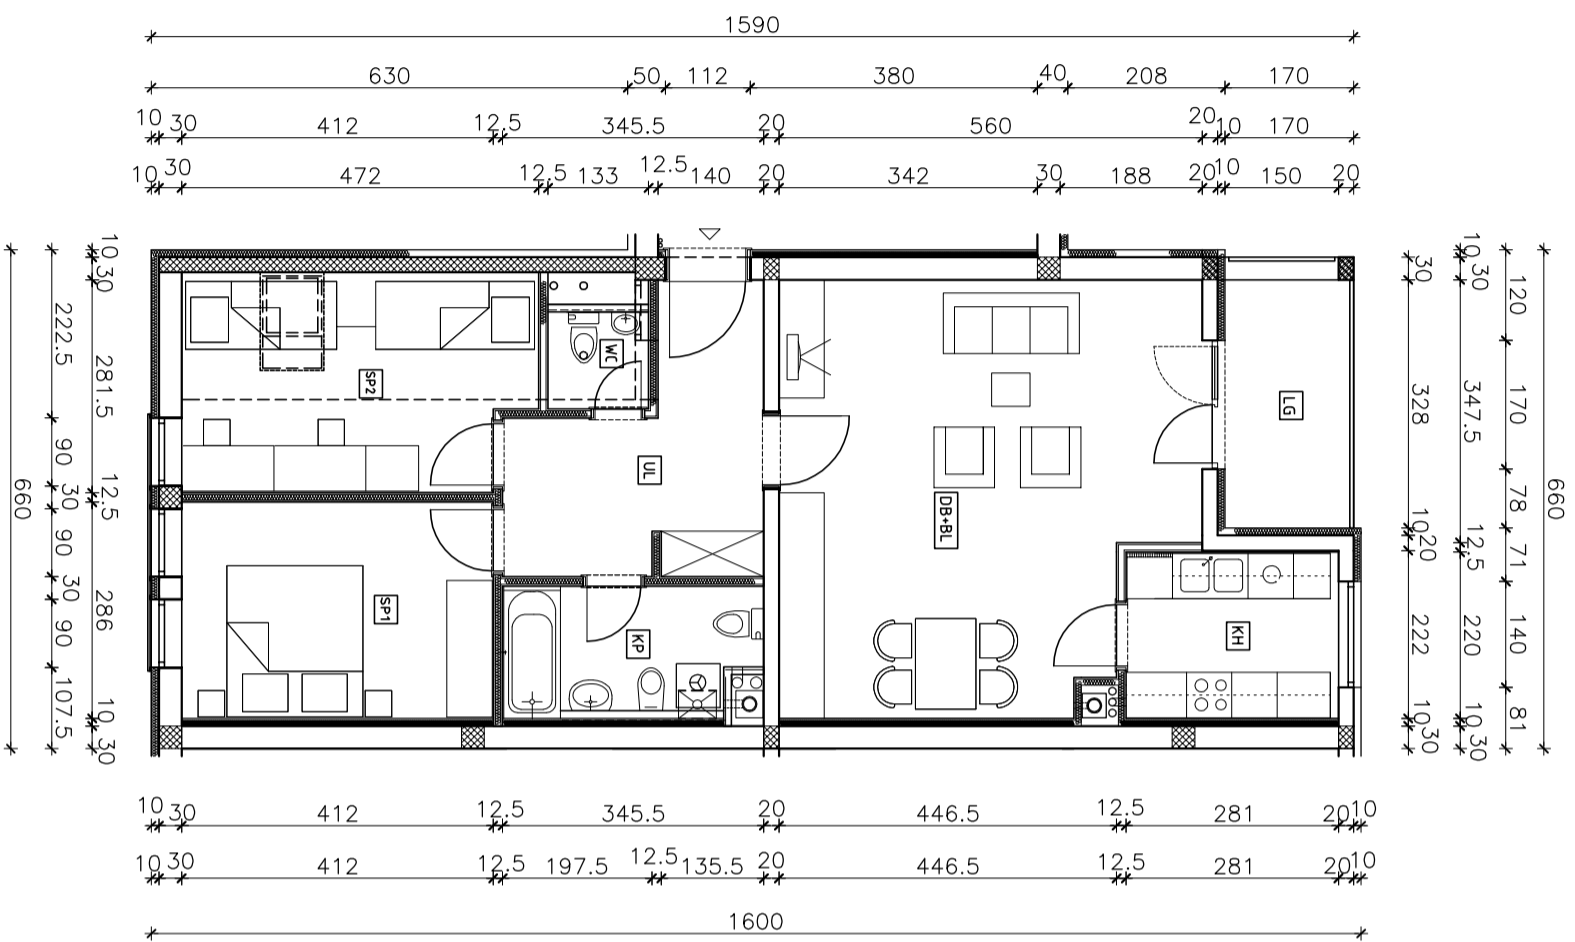 1590
630 50 112 380 40 208 170
10 30 412 12.5 345.5 20 560 20 10 170
10 30 472 12.5 133 12.5 140 20 342 30 188 20 10 150 20
660
222.5 90 30 90 30 90 107.5
10 30 281.5 12.5 286 10 30
SP2
WC
UL
SP1
KP
DB+BL
LG
KH
30 328 10 20 222 10 30
10 30 347.5 12.5 220 10 30
120 170 78 71 140 81
660
10 30 412 12.5 345.5 20 446.5 12.5 281 20 10
10 30 412 12.5 197.5 12.5 135.5 20 446.5 12.5 281 20 10
1600